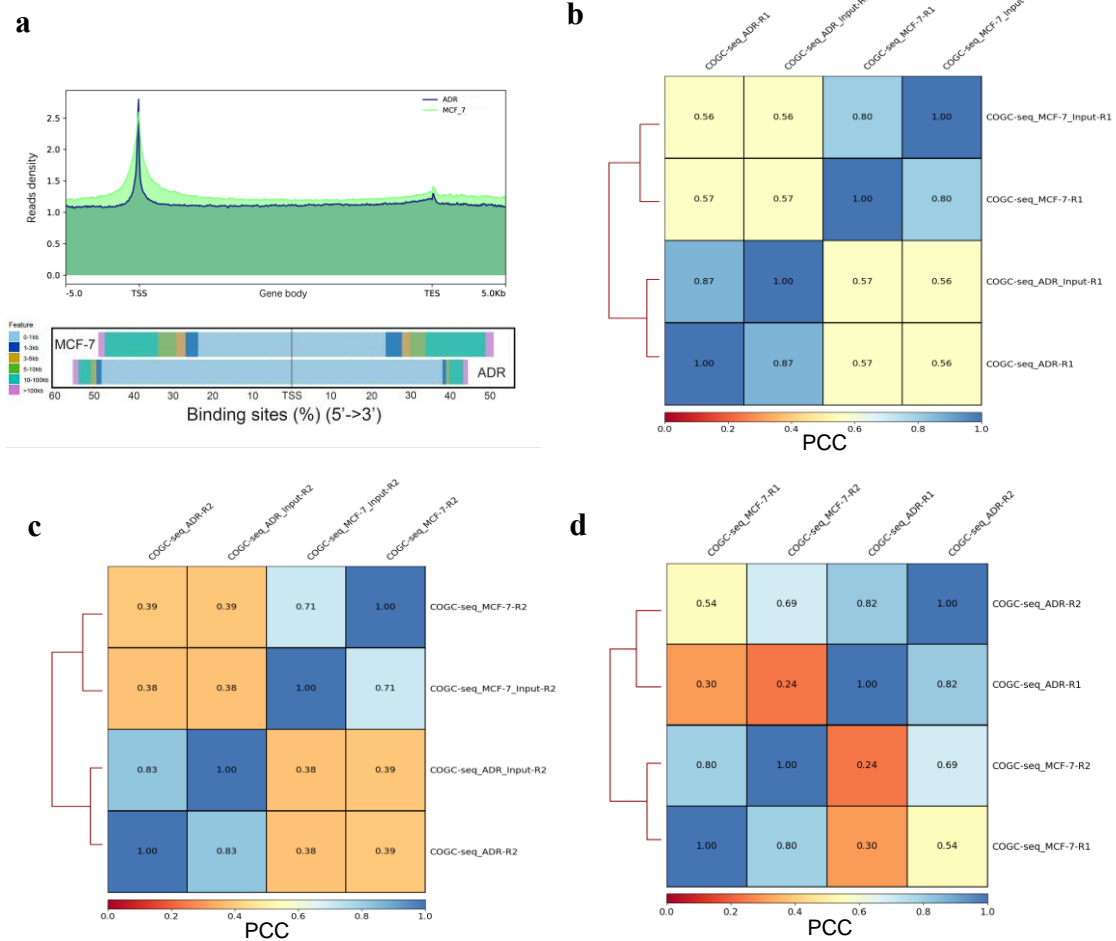 a
ADR
MCF_7
Reads density
2.5
2.0
1.5
1.0
0.5
0.0
-5.0 TSS Gene body TES 5.0Kb
Feature
0-1kb
1-3kb
3-5kb
5-10kb
10-100kb
>100kb
MCF-7
ADR
60 50 40 30 20 10 TSS 10 20 30 40 50
Binding sites (%) (5'->3')
b
COGC-seq_ADR-R1
COGC-seq_MCF-7-R1
0.56 0.56 0.80 1.00 COGC-seq_MCF-7_Input-R1
0.57 0.57 1.00 0.80 COGC-seq_MCF-7-R1
0.87 1.00 0.57 0.56 COGC-seq_ADR_Input-R1
1.00 0.87 0.57 0.56 COGC-seq_ADR-R1
0.0 0.2 0.4 0.6 0.8 1.0
PCC
c
COGC-seq_ADR-R2
COGC-seq_ADR_Input-R2
COGC-seq_MCF-7_Input-R2
COGC-seq_MCF-7-R2
0.39 0.39 0.71 1.00 COGC-seq_MCF-7-R2
0.38 0.38 1.00 0.71 COGC-seq_MCF-7_Input-R2
0.83 1.00 0.38 0.39 COGC-seq_ADR_Input-R2
1.00 0.83 0.38 0.39 COGC-seq_ADR-R2
0.0 0.2 0.4 0.6 0.8 1.0
PCC
d
COGC-seq_MCF-7-R1
COGC-seq_MCF-7-R2
COGC-seq_ADR-R1
COGC-seq_ADR-R2
0.54 0.69 0.82 1.00 COGC-seq_ADR-R2
0.30 0.24 1.00 0.82 COGC-seq_ADR-R1
0.80 1.00 0.24 0.69 COGC-seq_MCF-7-R2
1.00 0.80 0.30 0.54 COGC-seq_MCF-7-R1
0.0 0.2 0.4 0.6 0.8 1.0
PCC